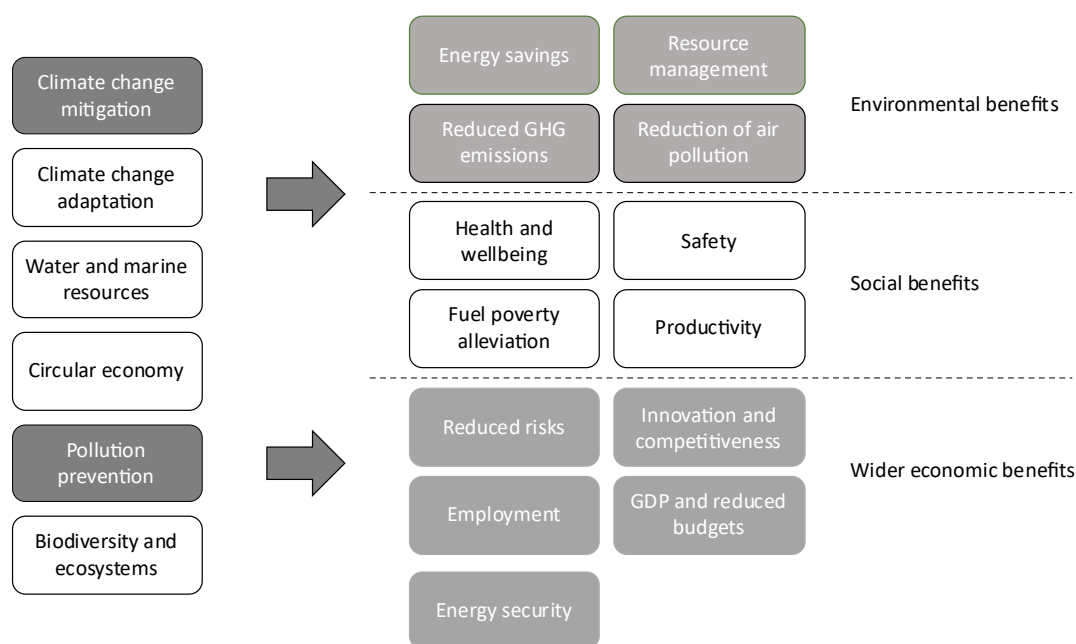 Climate change
mitigation
Climate change
adaptation
Water and marine
resources
Circular economy
Pollution
prevention
Biodiversity and
ecosystems
Energy savings
Resource
management
Reduced GHG
emissions
Reduction of air
pollution
Environmental benefits
Health and
wellbeing
Safety
Fuel poverty
alleviation
Productivity
Social benefits
Reduced risks
Innovation and
competitiveness
Employment
GDP and reduced
budgets
Energy security
Wider economic benefits